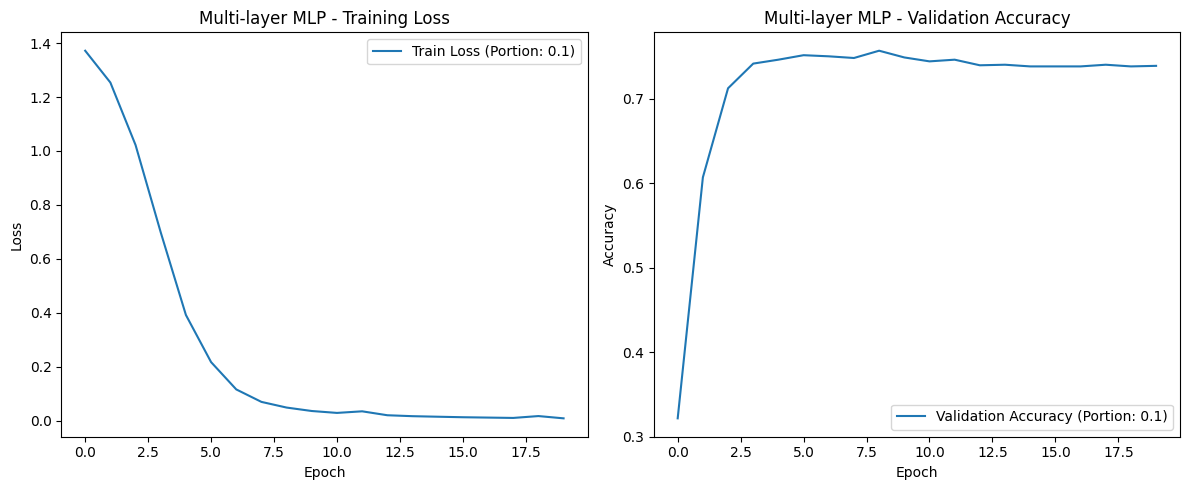 Multi-layer MLP - Training Loss
Train Loss (Portion: 0.1)
1.4
1.2
1.0
0.8
0.6
0.4
0.2
0.0
Loss
0.0 2.5 5.0 7.5 10.0 12.5 15.0 17.5
Epoch
Multi-layer MLP - Validation Accuracy
0.7
0.6
0.5
0.4
0.3
Accuracy
Validation Accuracy (Portion: 0.1)
0.0 2.5 5.0 7.5 10.0 12.5 15.0 17.5
Epoch